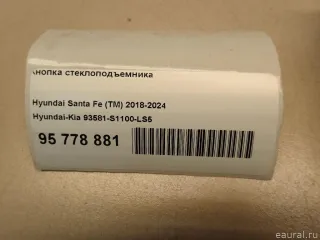 кнопка стеклоподъемника
Hyundai Santa Fe (TM) 2018-2024
Hyundai-Kia 93581-S1100-LS5
95 778 881
eaural.ru